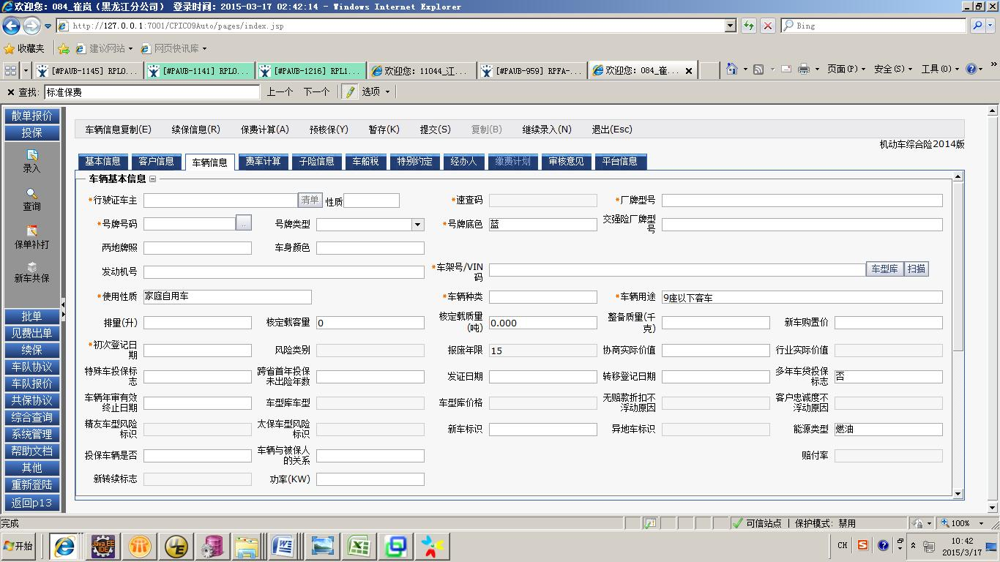 欢迎您: 084_崔岚（黑龙江分公司） 登录时间: 2015-03-17 02:42:14 - Windows Internet Explorer
http://127.0.0.1:7001/CPIC09Auto/pages/index.jsp
Bing
收藏夹 建议网站 网页快讯库
[#PAUB-1145] RPLO... [#PAUB-1141] RPLO... [#PAUB-1216] RPL1... 欢迎您: 11044_江... [#PAUB-959] RPFA-... 欢迎您: 084_崔... 页面(P) 安全(S) 工具(O)
查找: 标准保费 上一个 下一个 选项
散单报价
投保
录入
查询
保单补打
新车共保
批单
见费出单
续保
车队协议
车队报价
共保协议
综合查询
系统管理
帮助文档
其他
重新登陆
返回p13
车辆信息复制(E) 续保信息(R) 保费计算(A) 预核保(Y) 暂存(K) 提交(S) 复制(B) 继续录入(N) 退出(Esc)
机动车综合险2014版
基本信息 客户信息 车辆信息 费率计算 子险信息 车船税 特别约定 经办人 缴费计划 审核意见 平台信息
车辆基本信息
*行驶证车主 清单 性质 *速查码 *厂牌型号
*号牌号码 .. 号牌类型 *号牌底色 蓝 交强险厂牌型号
两地牌照 车身颜色
发动机号 *车架号/VIN码 车型库 扫描
*使用性质 家庭自用车 *车辆种类 *车辆用途 9座以下客车
排量(升) 核定载客量 0 核定载质量(吨) 0.000 整备质量(千克) 新车购置价
*初次登记日期 风险类别 报废年限 15 协商实际价值 行业实际价值
特殊车投保标志 跨省首年投保未出险年数 发证日期 转移登记日期 多年车贷投保标志 否
车辆年审有效终止日期 车型库车型 车型库价格 无赔款折扣不浮动原因 客户忠诚度不浮动原因
精友车型风险标识 太保车型风险标识 新车标识 异地车标识 能源类型 燃油
投保车辆是否 车辆与被保人的关系 赔付率
新转续标志 功率(KW)
完成 可信站点 | 保护模式: 禁用 100%
开始 CH 10:42
2015/3/17